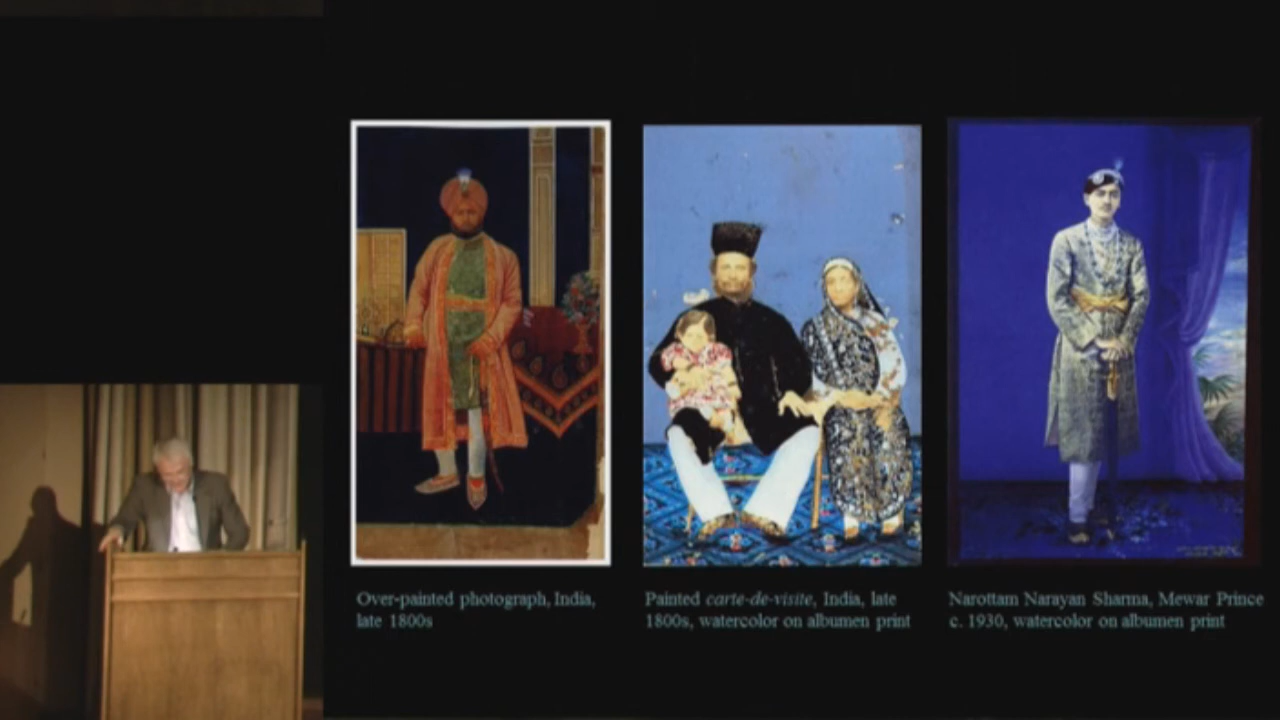 Over-painted photograph, India,
late 1800s
Painted carte-de-visite, India, late
1800s, watercolor on albumen print
Narottam Narayan Sharma, Mewar Prince
c. 1930, watercolor on albumen print